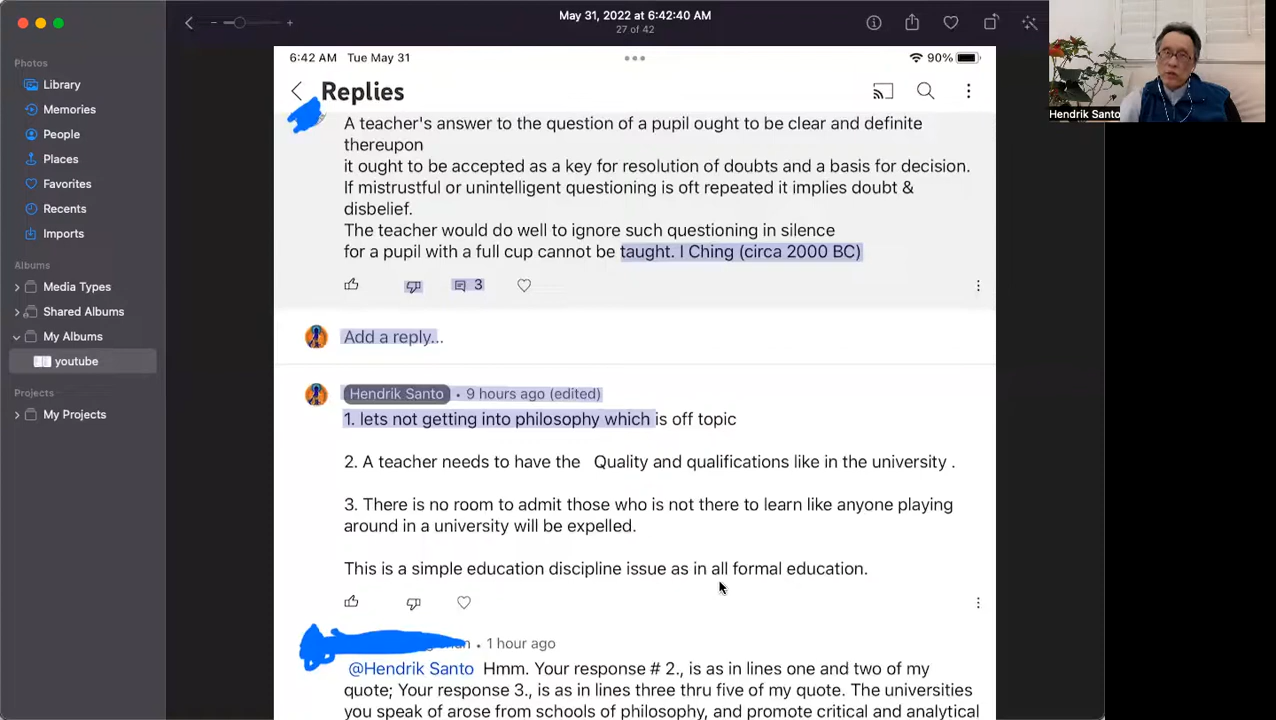 May 31, 2022 at 6:42:40 AM
27 of 42
Photos
Library
Memories
People
Places
Favorites
Recents
Imports
Albums
Media Types
Shared Albums
My Albums
youtube
Projects
My Projects
6:42 AM Tue May 31
90%
Replies
A teacher's answer to the question of a pupil ought to be clear and definite
thereupon
it ought to be accepted as a key for resolution of doubts and a basis for decision.
If mistrustful or unintelligent questioning is oft repeated it implies doubt &
disbelief.
The teacher would do well to ignore such questioning in silence
for a pupil with a full cup cannot be taught. I Ching (circa 2000 BC)
3
Add a reply...
Hendrik Santo • 9 hours ago (edited)
1. lets not getting into philosophy which is off topic
2. A teacher needs to have the Quality and qualifications like in the university .
3. There is no room to admit those who is not there to learn like anyone playing
around in a university will be expelled.
This is a simple education discipline issue as in all formal education.
• 1 hour ago
@Hendrik Santo Hmm. Your response # 2., is as in lines one and two of my
quote; Your response 3., is as in lines three thru five of my quote. The universities
you speak of arose from schools of philosophy, and promote critical and analytical
Hendrik Santo